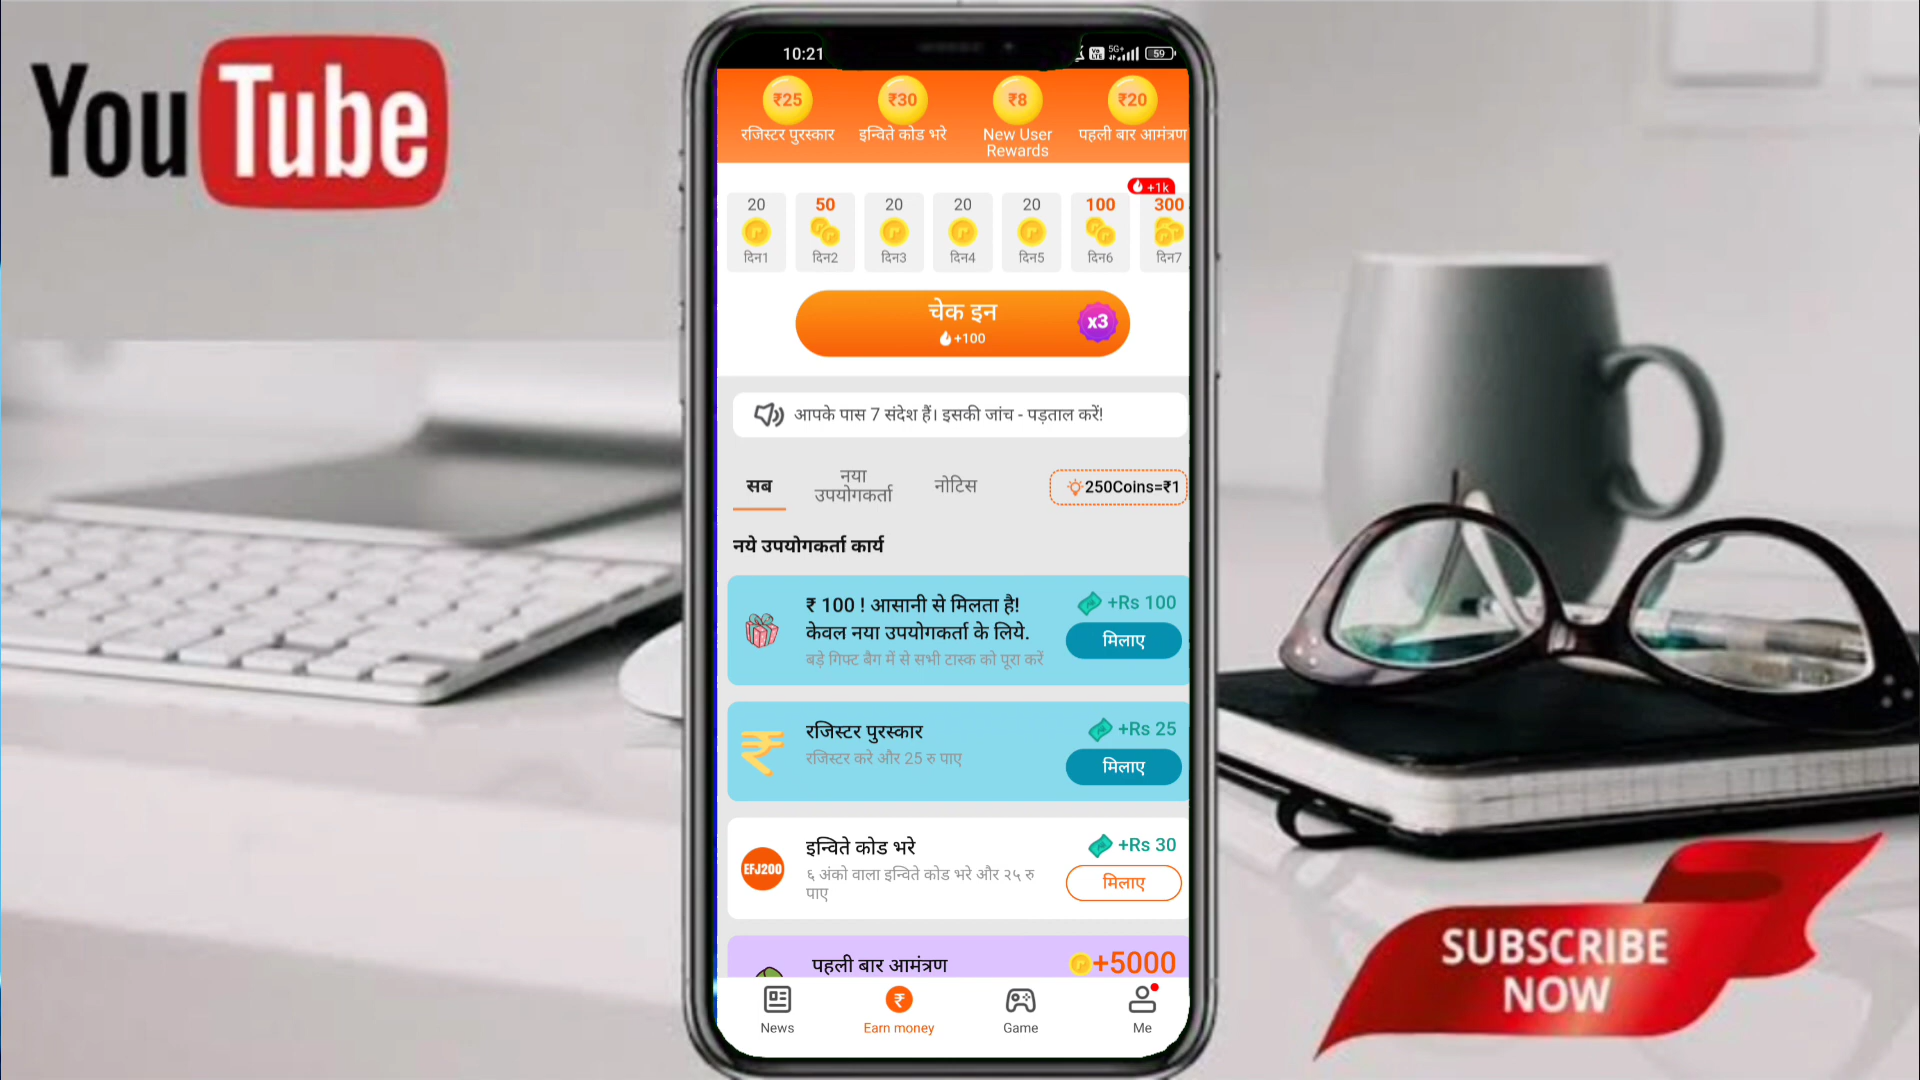 YouTube
10:21
5G+
59
₹25
₹30
₹8
₹20
रजिस्टर पुरस्कार
इन्विते कोड भरे
New User
Rewards
पहली बार आमंत्रण
+1k
20
50
20
20
20
100
300
दिन1
दिन2
दिन3
दिन4
दिन5
दिन6
दिन7
चेक इन
+100
x3
आपके पास 7 संदेश हैं। इसकी जांच - पड़ताल करें!
सब
नया
उपयोगकर्ता
नोटिस
250Coins=₹1
नये उपयोगकर्ता कार्य
₹ 100 ! आसानी से मिलता है!
केवल नया उपयोगकर्ता के लिये.
बड़े गिफ्ट बैग में से सभी टास्क को पूरा करें
+Rs 100
मिलाए
रजिस्टर पुरस्कार
रजिस्टर करे और 25 रु पाए
+Rs 25
मिलाए
EFJ200
इन्विते कोड भरे
६ अंको वाला इन्विते कोड भरे और २५ रु
पाए
+Rs 30
मिलाए
पहली बार आमंत्रण
+5000
News
Earn money
Game
Me
SUBSCRIBE
NOW